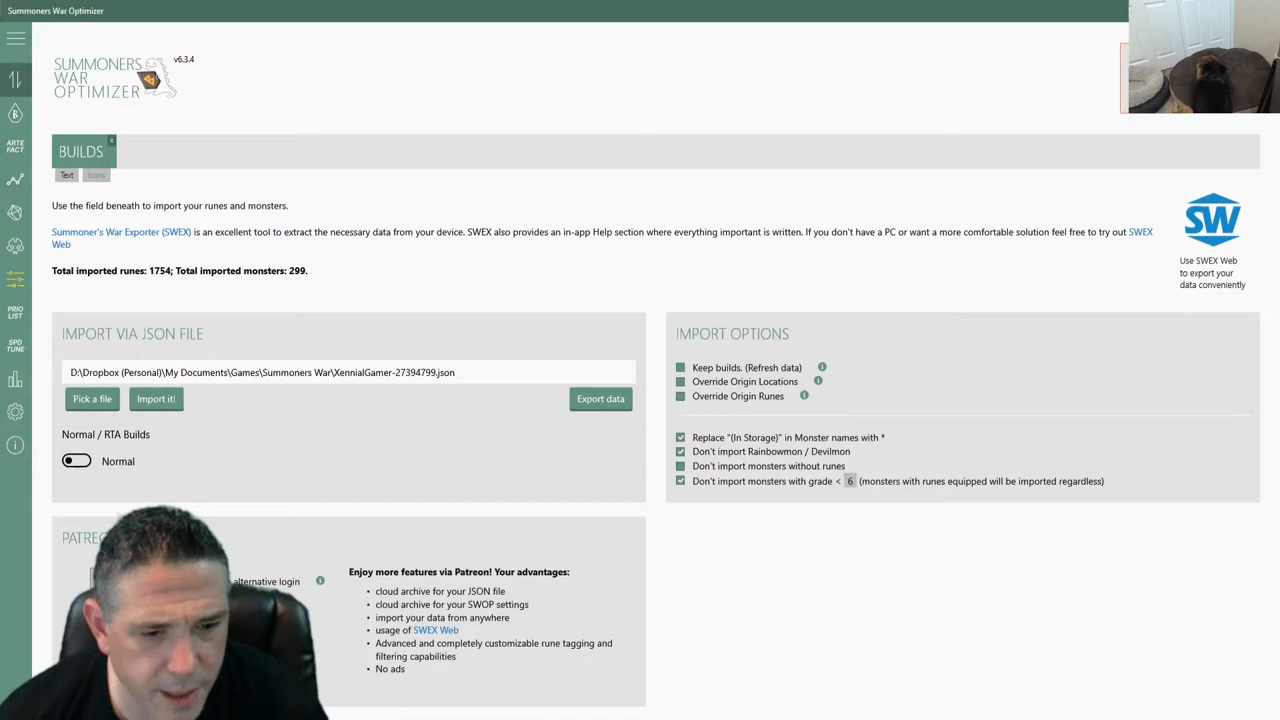 Summoners War Optimizer
SUMMONERS
WAR
OPTIMIZER
v6.3.4
BUILDS
x
Text
Icons
ARTE
FACT
PRIO
LIST
SPD
TUNE
Use the field beneath to import your runes and monsters.
Summoner's War Exporter (SWEX) is an excellent tool to extract the necessary data from your device. SWEX also provides an in-app Help section where everything important is written. If you don't have a PC or want a more comfortable solution feel free to try out SWEX
Web
Total imported runes: 1754; Total imported monsters: 299.
SW
Use SWEX Web
to export your
data conveniently
IMPORT VIA JSON FILE
D:\Dropbox (Personal)\My Documents\Games\Summoners War\XennialGamer-27394799.json
Pick a file
Import it!
Export data
Normal / RTA Builds
Normal
IMPORT OPTIONS
Keep builds. (Refresh data)
Override Origin Locations
Override Origin Runes
Replace "(In Storage)" in Monster names with *
Don't import Rainbowmon / Devilmon
Don't import monsters without runes
Don't import monsters with grade < 6 (monsters with runes equipped will be imported regardless)
alternative login
Enjoy more features via Patreon! Your advantages:
• cloud archive for your JSON file
• cloud archive for your SWOP settings
• import your data from anywhere
• usage of SWEX Web
• Advanced and completely customizable rune tagging and
filtering capabilities
• No ads